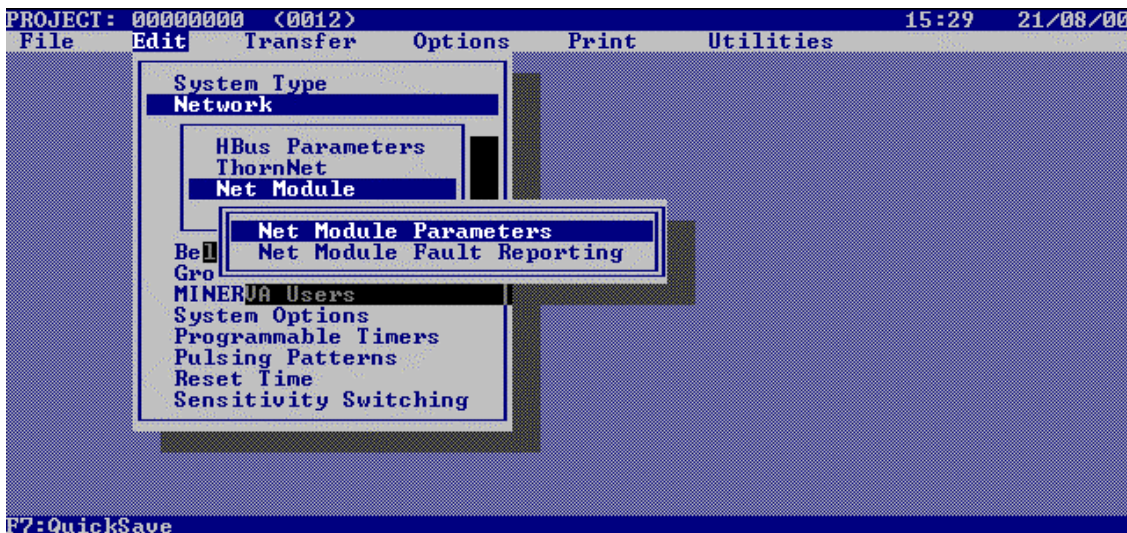 PROJECT: 00000000 (0012) 15:29 21/08/00
File Edit Transfer Options Print Utilities
System Type
Network
HBus Parameters
ThornNet
Net Module
Net Module Parameters
Bel Net Module Fault Reporting
Gro
MINERVA Users
System Options
Programmable Timers
Pulsing Patterns
Reset Time
Sensitivity Switching
F7:QuickSave